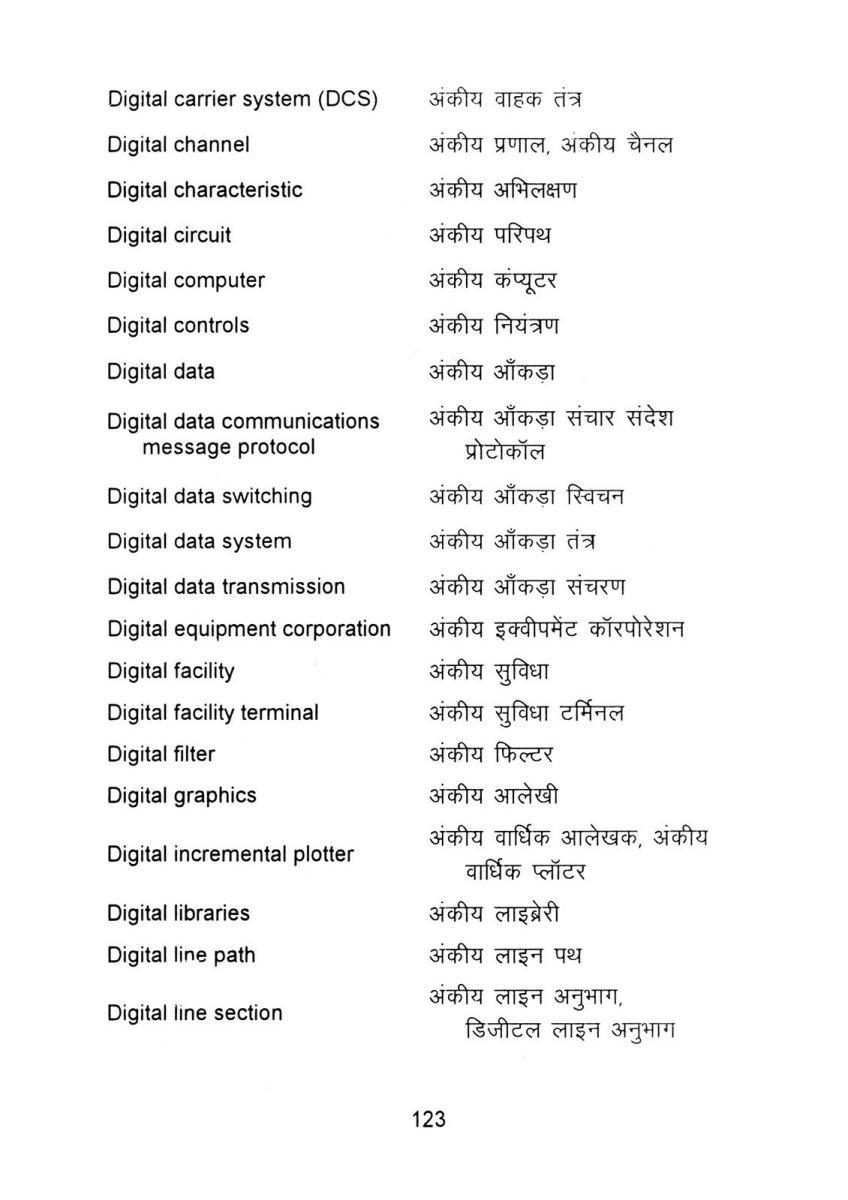 Digital carrier system (DCS) अंकीय वाहक तंत्र
Digital channel अंकीय प्रणाल, अंकीय चैनल
Digital characteristic अंकीय अभिलक्षण
Digital circuit अंकीय परिपथ
Digital computer अंकीय कंप्यूटर
Digital controls अंकीय नियंत्रण
Digital data अंकीय आँकड़ा
Digital data communications अंकीय आँकड़ा संचार संदेश
message protocol प्रोटोकॉल
Digital data switching अंकीय आँकड़ा स्विचन
Digital data system अंकीय आँकड़ा तंत्र
Digital data transmission अंकीय आँकड़ा संचरण
Digital equipment corporation अंकीय इक्वीपमेंट कॉरपोरेशन
Digital facility अंकीय सुविधा
Digital facility terminal अंकीय सुविधा टर्मिनल
Digital filter अंकीय फिल्टर
Digital graphics अंकीय आलेखी
Digital incremental plotter अंकीय वार्धिक आलेखक, अंकीय
वार्धिक प्लॉटर
Digital libraries अंकीय लाइब्रेरी
Digital line path अंकीय लाइन पथ
Digital line section अंकीय लाइन अनुभाग,
डिजीटल लाइन अनुभाग
123